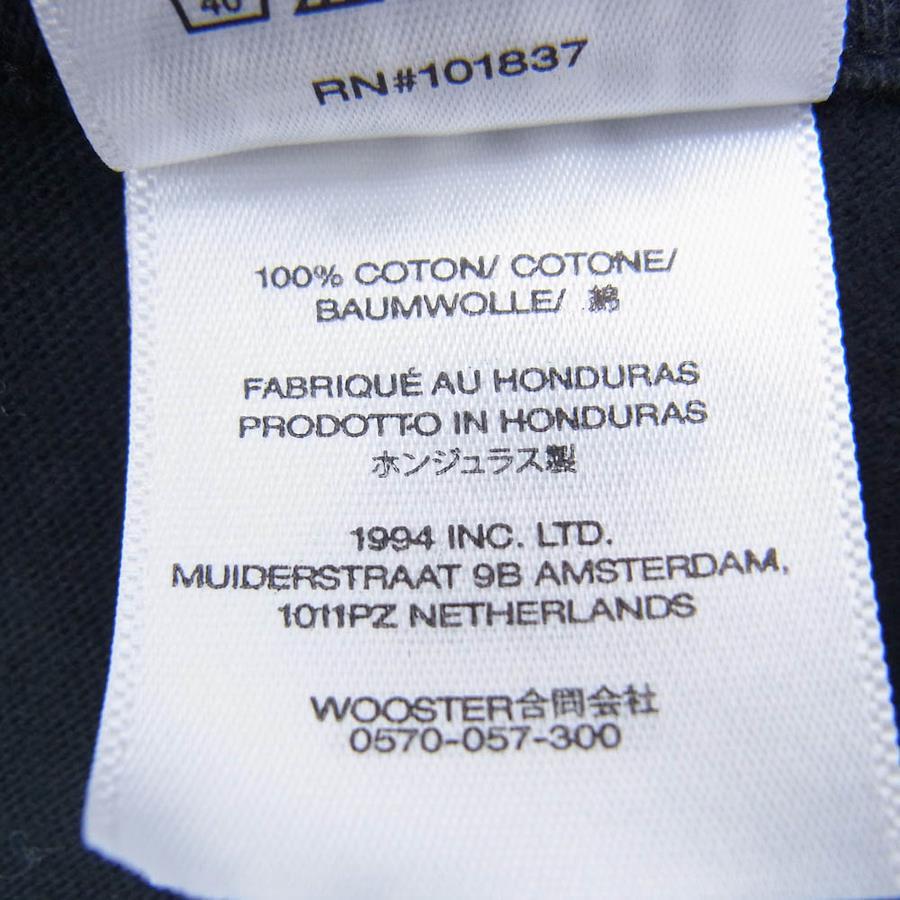 40
RN#101837
100% COTON/ COTONE/
BAUMWOLLE/ 綿
FABRIQUÉ AU HONDURAS
PRODOTTO IN HONDURAS
ホンジュラス製
1994 INC. LTD.
MUIDERSTRAAT 9B AMSTERDAM,
1011PZ NETHERLANDS
WOOSTER合同会社
0570-057-300